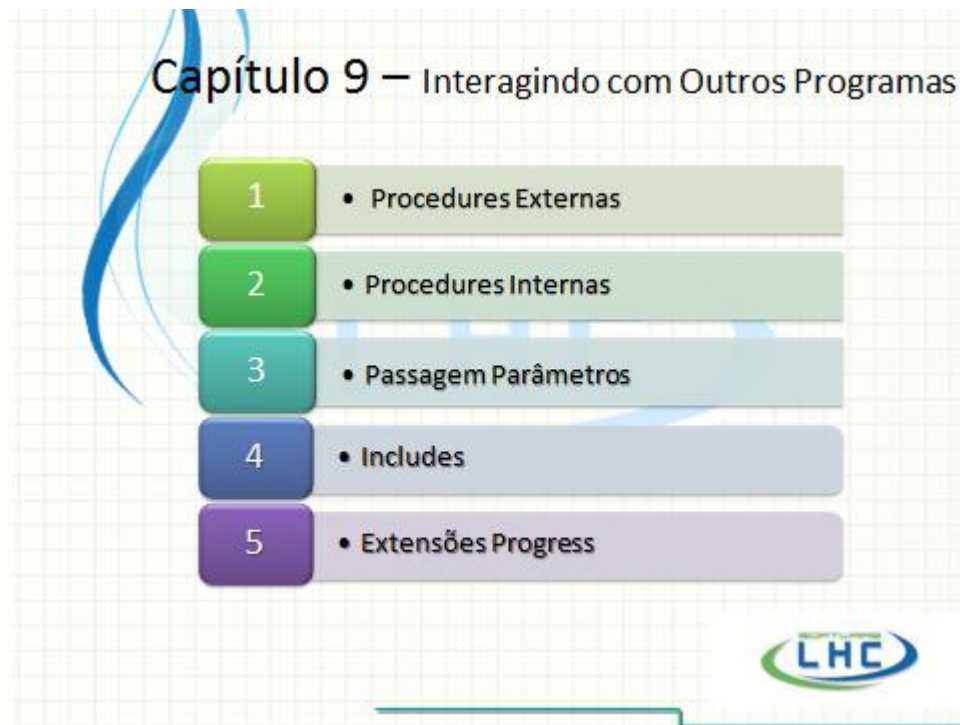 Capítulo 9 – Interagindo com Outros Programas
1
• Procedures Externas
2
• Procedures Internas
3
• Passagem Parâmetros
4
• Includes
5
• Extensões Progress
SOFTWARE
LHC